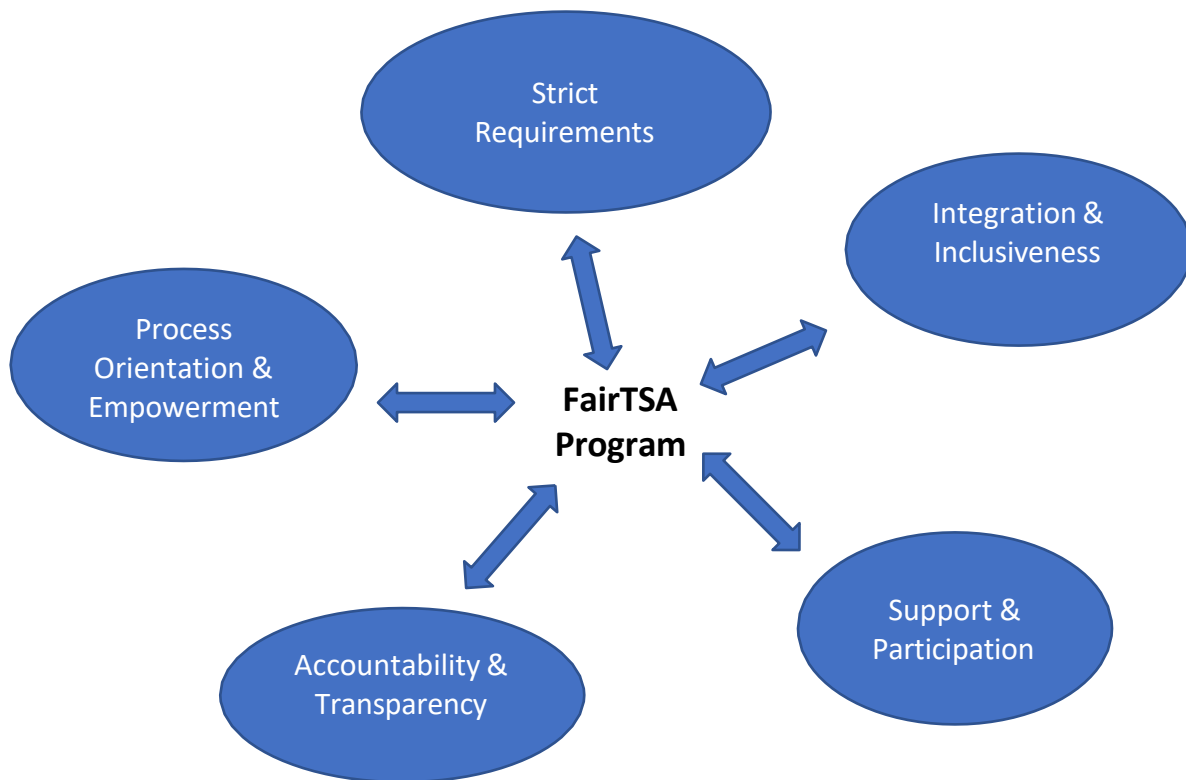 Strict
Requirements
Integration &
Inclusiveness
Process
Orientation &
Empowerment
FairTSA
Program
Support &
Participation
Accountability &
Transparency